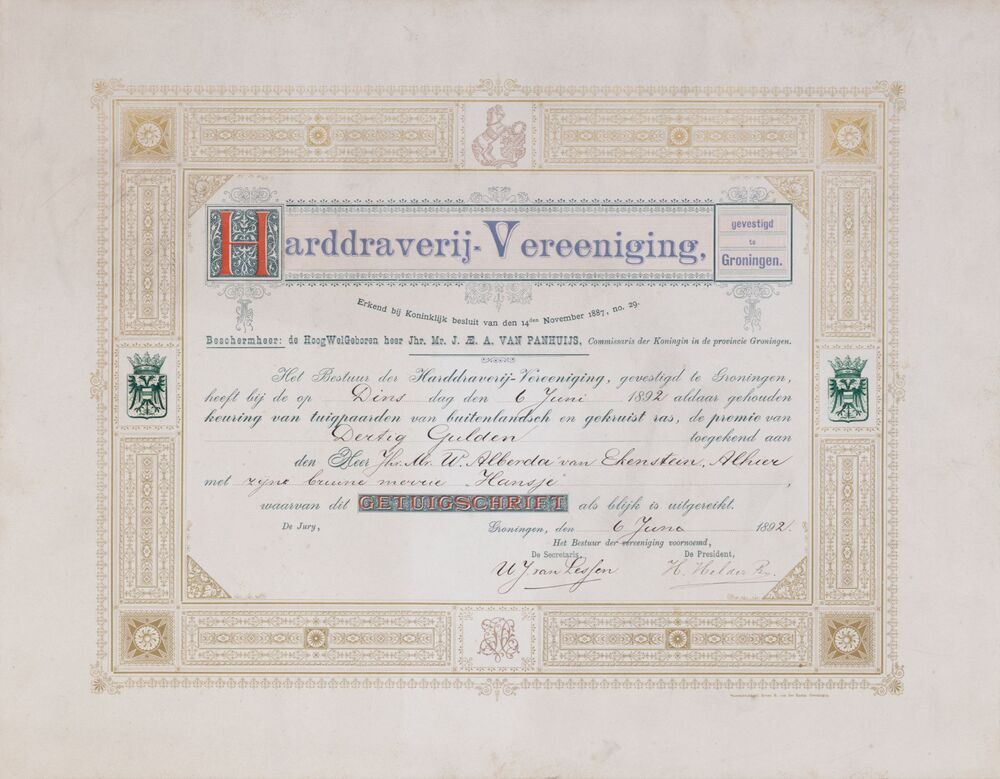 Harddraverij-Vereeniging,
gevestigd
te
Groningen.
Erkend bij Koninklijk besluit van den 14den November 1887, no. 29.
Beschermheer: de HoogWelGeboren heer Jhr. Mr. J. Æ. A. VAN PANHUIJS, Commissaris der Koningin in de provincie Groningen.
Het Bestuur der Harddraverij-Vereeniging, gevestigd te Groningen,
heeft bij de op Dins dag den 6 Juni 1892 aldaar gehouden
keuring van tuigpaarden van buitenlandsch en gekruist ras, de premie van
Dertig Gulden toegekend aan
den Heer Jhr. Mr. W. Alberda van Ekenstein, Alhier
met zijne bruine merrie Hansje,
waarvan dit GETUIGSCHRIFT als blijk is uitgereikt.
De Jury,
Groningen, den 6 Juni 1892.
Het Bestuur der vereeniging voornoemd,
De Secretaris, De President,
W J van Lessen H. Helder